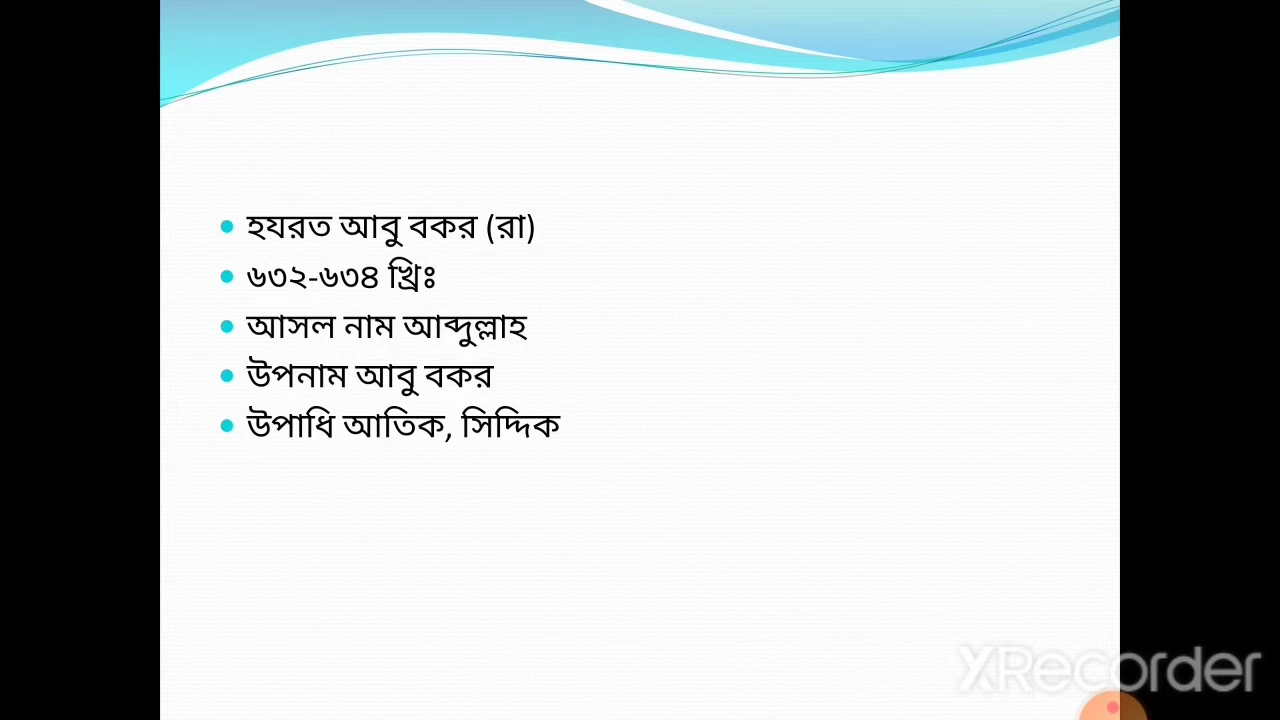 হযরত আবু বকর (রা)
৬৩২-৬৩৪ খ্রিঃ
আসল নাম আব্দুল্লাহ
উপনাম আবু বকর
উপাধি আতিক, সিদ্দিক
XRecorder